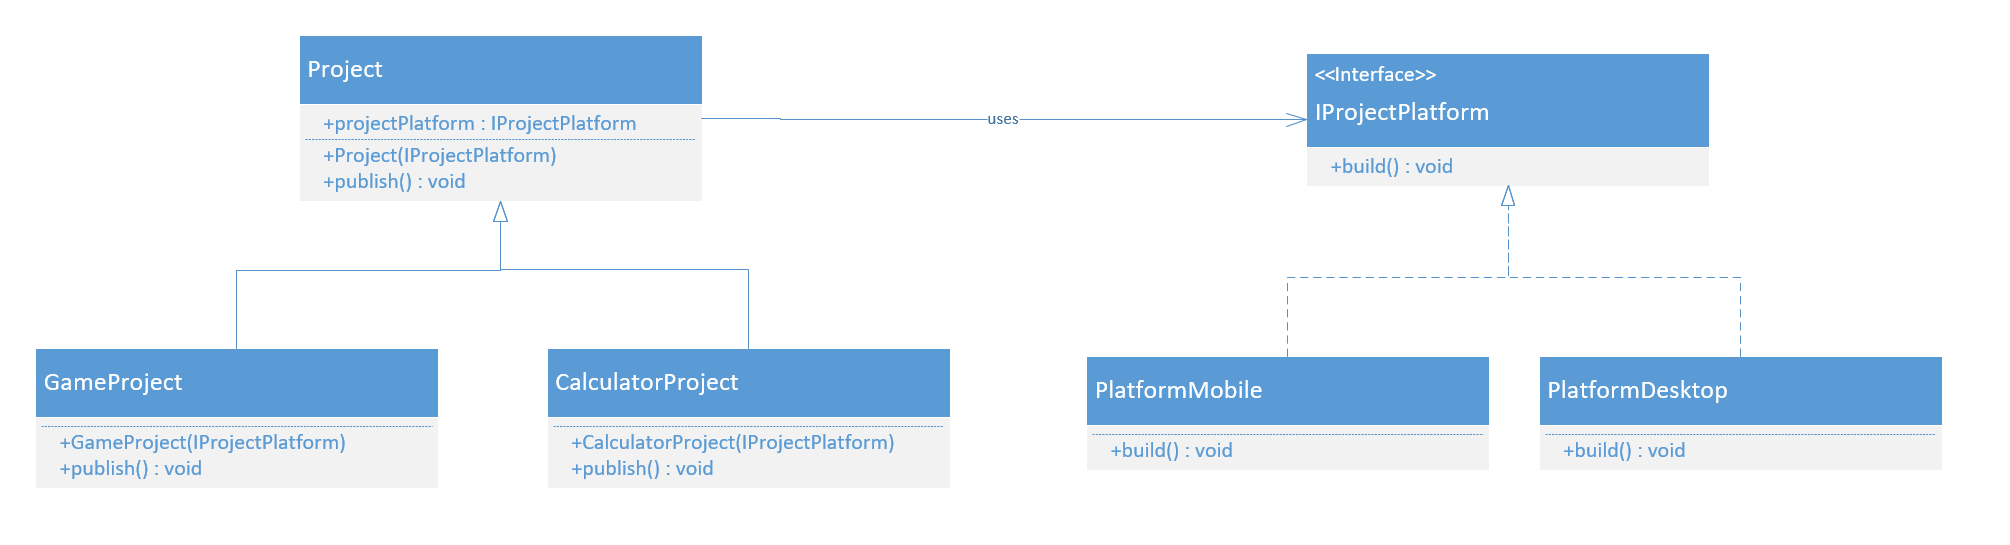 Project
+projectPlatform : IProjectPlatform
+Project(IProjectPlatform)
+publish() : void
uses
<<Interface>>
IProjectPlatform
+build() : void
GameProject
+GameProject(IProjectPlatform)
+publish() : void
CalculatorProject
+CalculatorProject(IProjectPlatform)
+publish() : void
PlatformMobile
+build() : void
PlatformDesktop
+build() : void